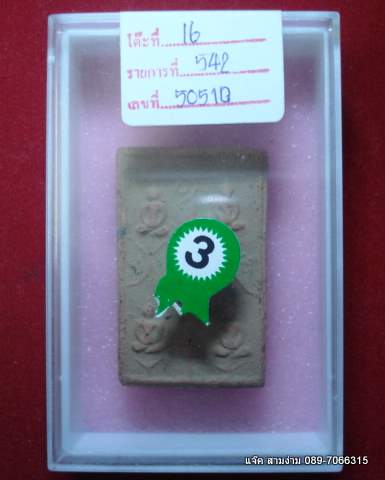 โต๊ะที่ 16
รายการที่ 542
เลขที่ 50510
3
แจ๊ค สามง่าม 089-7066315